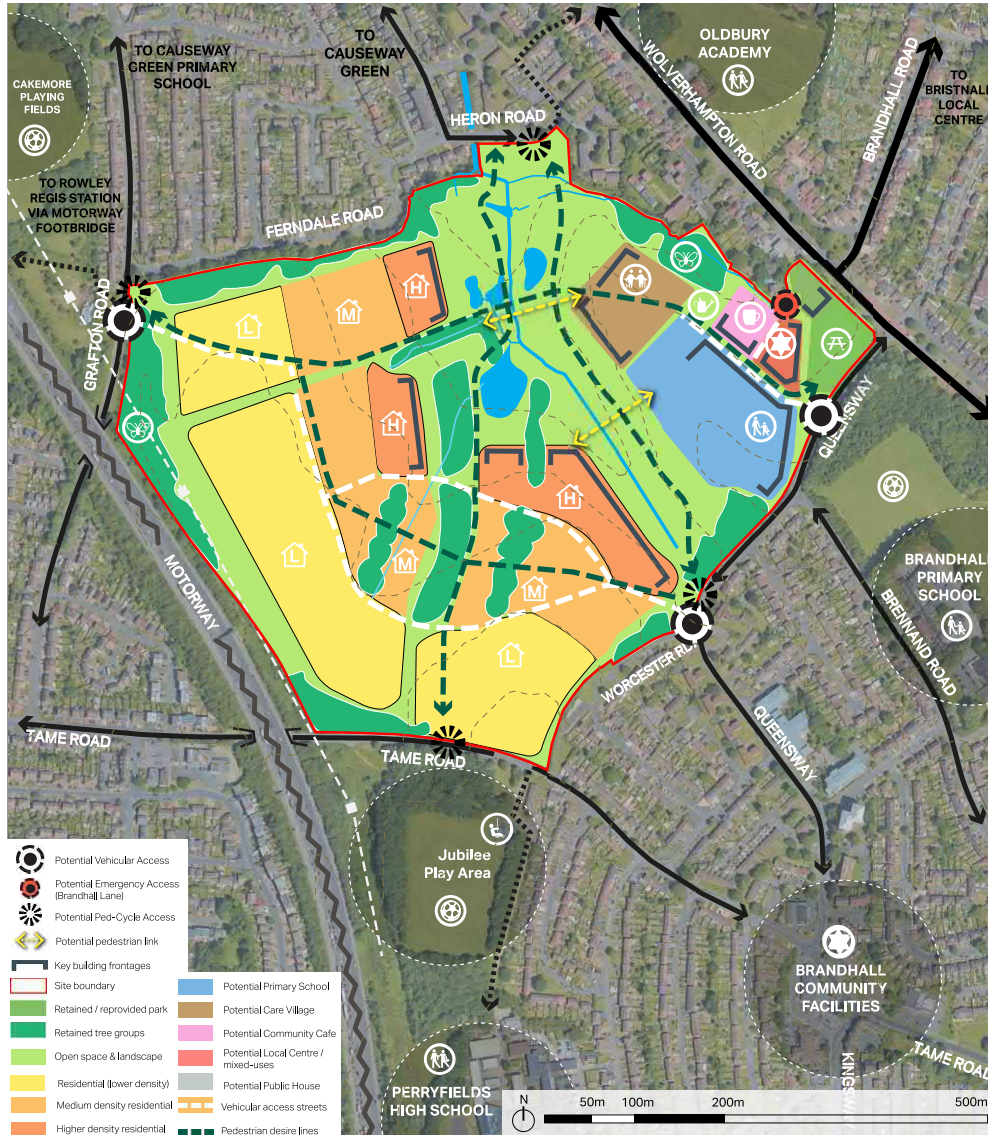 OLDBURY
ACADEMY
TO CAUSEWAY
GREEN PRIMARY
SCHOOL
TO
CAUSEWAY
GREEN
WOLVERHAMPTON ROAD
BRANDHALL ROAD
TO
BRISTNALL
LOCAL
CENTRE
CAKEMORE
PLAYING
FIELDS
HERON ROAD
TO ROWLEY
REGIS STATION
VIA MOTORWAY
FOOTBRIDGE
FERNDALE ROAD
GRAFTON ROAD
H
M
L
QUEENSWAY
H
H
L
M
M
L
MOTORWAY
BRANDHALL
PRIMARY
SCHOOL
BRENNAND ROAD
WORCESTER RD
QUEENSWAY
TAME ROAD
TAME ROAD
Jubilee
Play Area
BRANDHALL
COMMUNITY
FACILITIES
TAME ROAD
PERRYFIELDS
HIGH SCHOOL
Potential Vehicular Access
Potential Emergency Access
(Brandhall Lane)
Potential Ped-Cycle Access
Potential pedestrian link
Key building frontages
Site boundary
Retained / reprovided park
Retained tree groups
Open space & landscape
Residential (lower density)
Medium density residential
Higher density residential
Potential Primary School
Potential Care Village
Potential Community Cafe
Potential Local Centre /
mixed-uses
Potential Public House
Vehicular access streets
Pedestrian desire lines
N
50m 100m 200m 500m